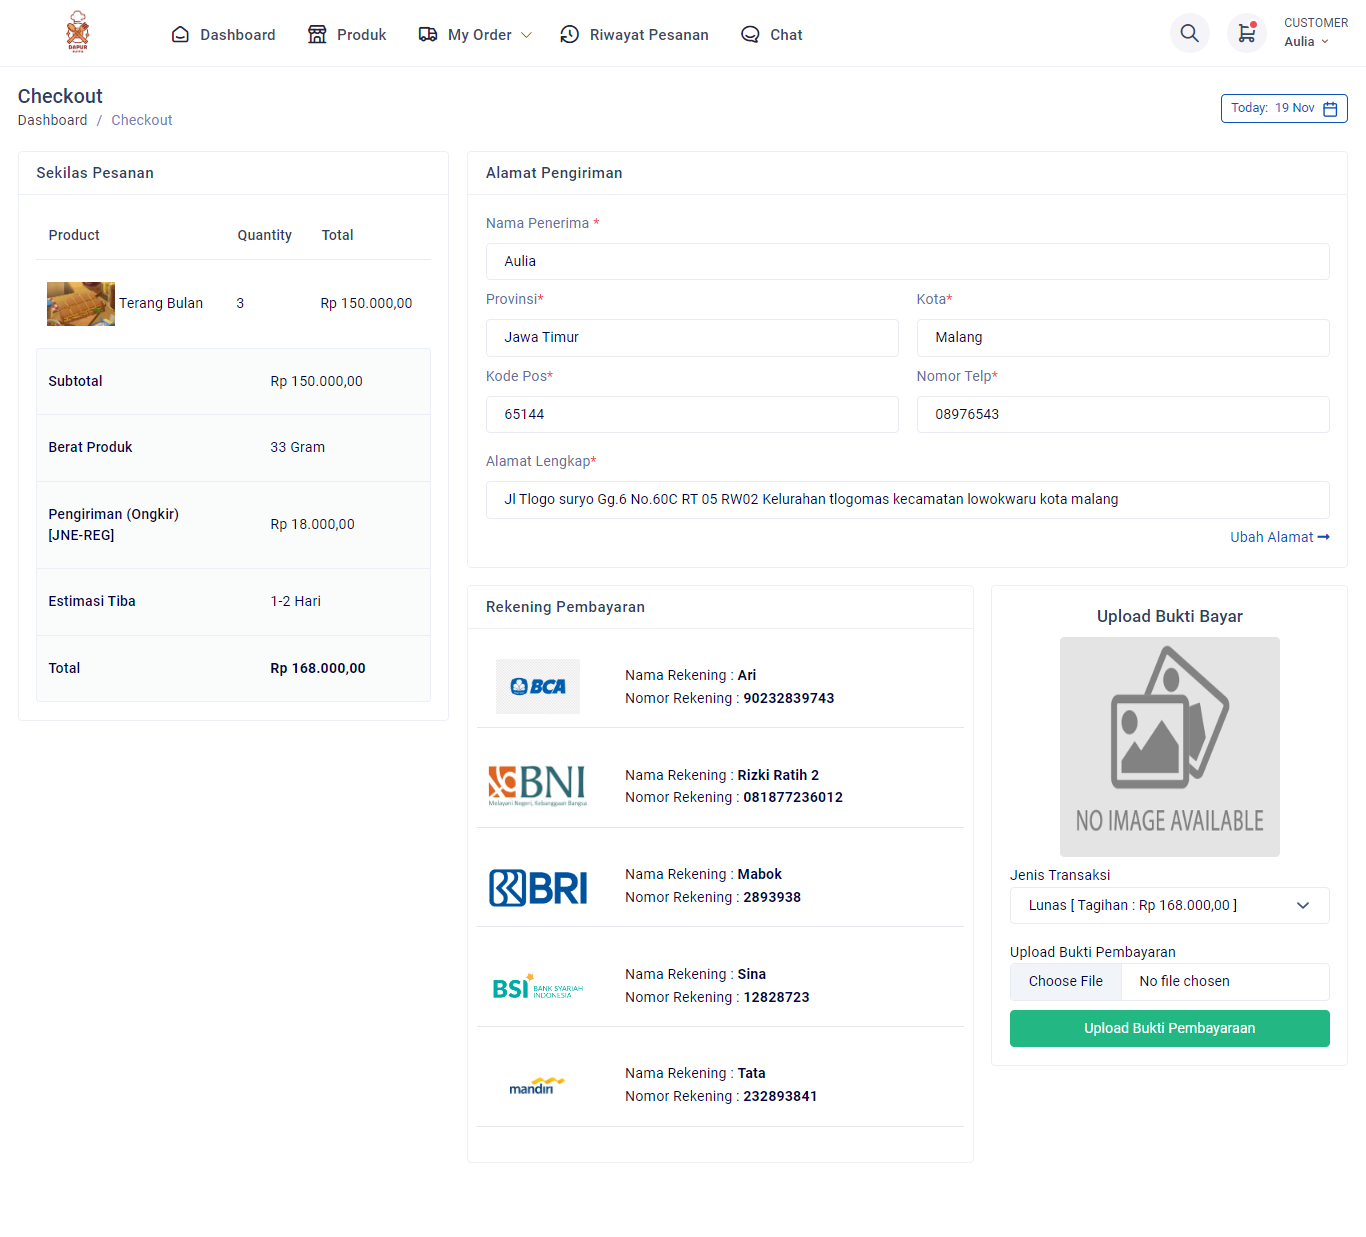 DAPUR
Dashboard
Produk
My Order
Riwayat Pesanan
Chat
CUSTOMER
Aulia
Checkout
Dashboard / Checkout
Today: 19 Nov
Sekilas Pesanan
Product Quantity Total
Terang Bulan 3 Rp 150.000,00
Subtotal Rp 150.000,00
Berat Produk 33 Gram
Pengiriman (Ongkir)
[JNE-REG] Rp 18.000,00
Estimasi Tiba 1-2 Hari
Total Rp 168.000,00
Alamat Pengiriman
Nama Penerima *
Aulia
Provinsi* Kota*
Jawa Timur Malang
Kode Pos* Nomor Telp*
65144 08976543
Alamat Lengkap*
Jl Tlogo suryo Gg.6 No.60C RT 05 RW02 Kelurahan tlogomas kecamatan lowokwaru kota malang
Ubah Alamat
Rekening Pembayaran
BCA
Nama Rekening : Ari
Nomor Rekening : 90232839743
BNI
Melayani Negeri, Kebanggaan Bangsa
Nama Rekening : Rizki Ratih 2
Nomor Rekening : 081877236012
BRI
Nama Rekening : Mabok
Nomor Rekening : 2893938
BSI BANK SYARIAH
INDONESIA
Nama Rekening : Sina
Nomor Rekening : 12828723
mandiri
Nama Rekening : Tata
Nomor Rekening : 232893841
Upload Bukti Bayar
NO IMAGE AVAILABLE
Jenis Transaksi
Lunas [ Tagihan : Rp 168.000,00 ]
Upload Bukti Pembayaran
Choose File No file chosen
Upload Bukti Pembayaraan